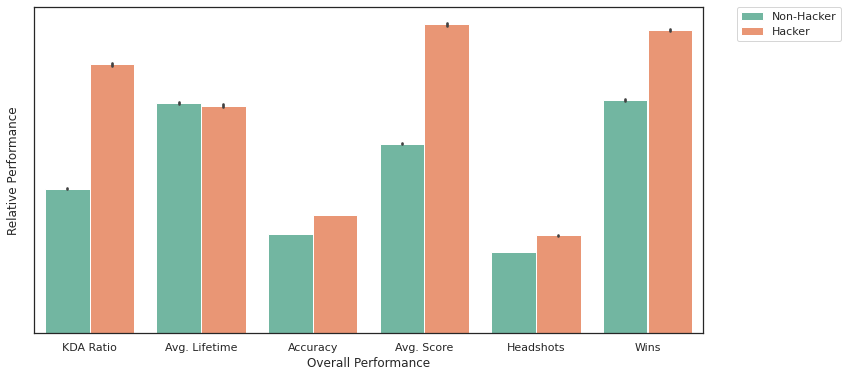 Non-Hacker
Hacker
Relative Performance
KDA Ratio
Avg. Lifetime
Accuracy
Avg. Score
Headshots
Wins
Overall Performance